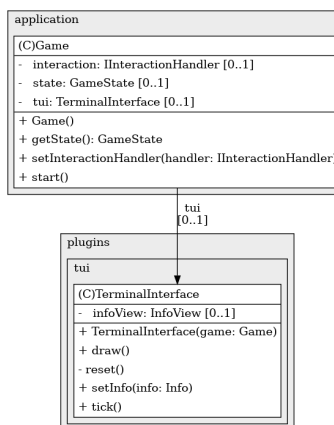 application
(C)Game
- interaction: IInteractionHandler [0..1]
- state: GameState [0..1]
- tui: TerminalInterface [0..1]
+ Game()
+ getState(): GameState
+ setInteractionHandler(handler: IInteractionHandler)
+ start()
tui
[0..1]
plugins
tui
(C)TerminalInterface
- infoView: InfoView [0..1]
+ TerminalInterface(game: Game)
+ draw()
- reset()
+ setInfo(info: Info)
+ tick()